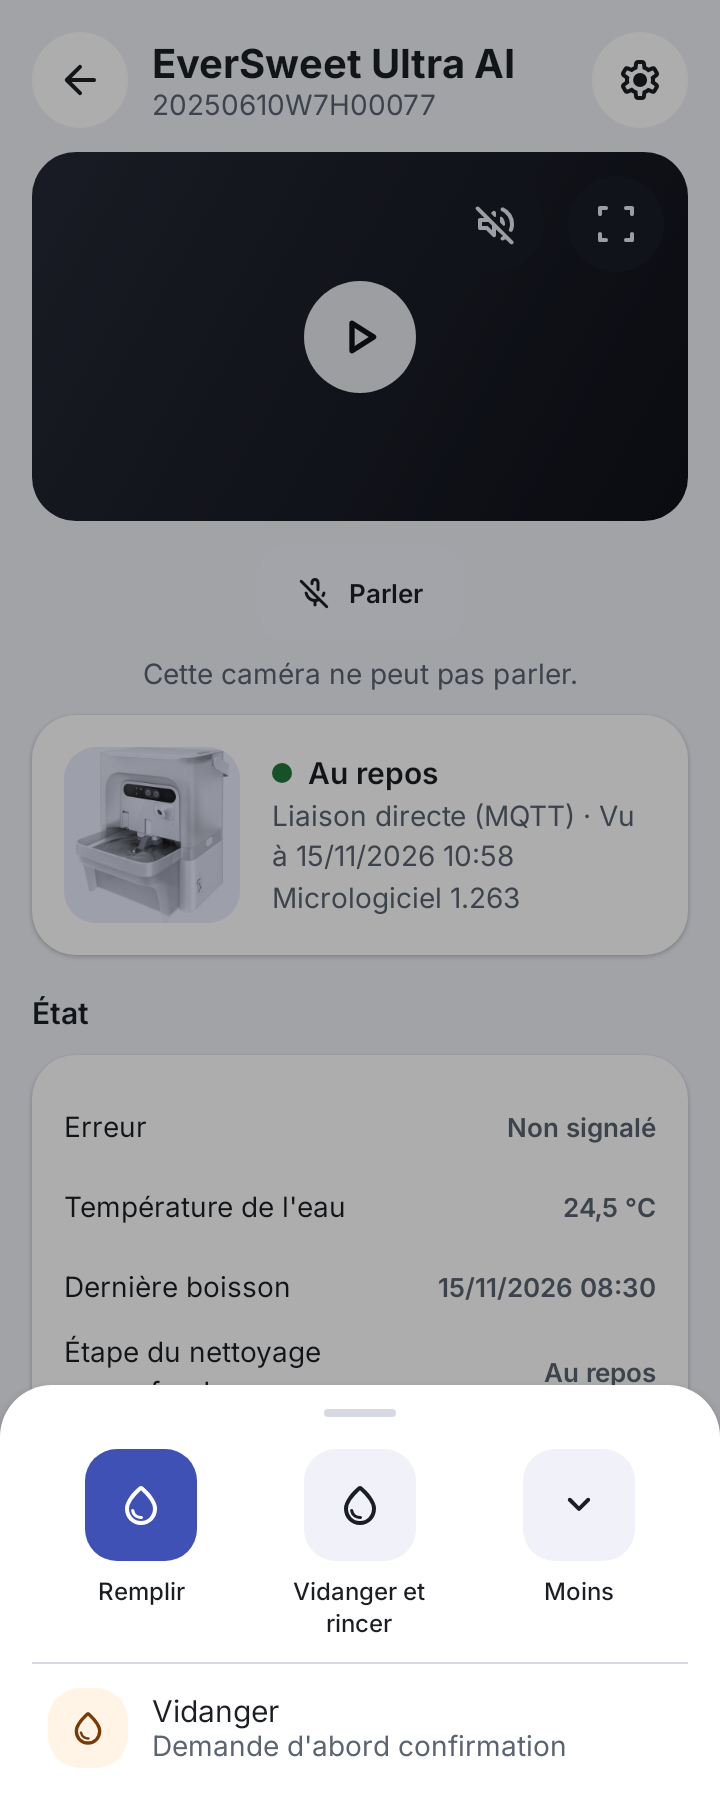 EverSweet Ultra AI
20250610W7H00077
Parler
Cette caméra ne peut pas parler.
Au repos
Liaison directe (MQTT) · Vu
à 15/11/2026 10:58
Micrologiciel 1.263
État
Erreur
Non signalé
Température de l'eau
24,5 °C
Dernière boisson
15/11/2026 08:30
Étape du nettoyage
Au repos
Remplir
Vidanger et
rincer
Moins
Vidanger
Demande d'abord confirmation